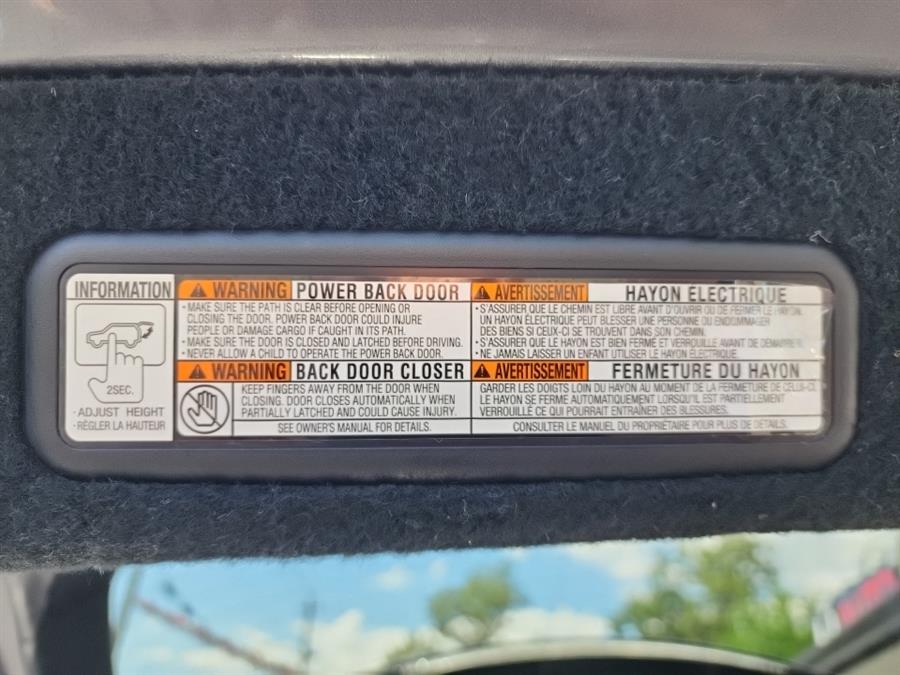 INFORMATION
2SEC.
·ADJUST HEIGHT
·RÉGLER LA HAUTEUR
WARNING POWER BACK DOOR
·MAKE SURE THE PATH IS CLEAR BEFORE OPENING OR
CLOSING THE DOOR. POWER BACK DOOR COULD INJURE
PEOPLE OR DAMAGE CARGO IF CAUGHT IN ITS PATH.
·MAKE SURE THE DOOR IS CLOSED AND LATCHED BEFORE DRIVING.
·NEVER ALLOW A CHILD TO OPERATE THE POWER BACK DOOR.
WARNING BACK DOOR CLOSER
KEEP FINGERS AWAY FROM THE DOOR WHEN
CLOSING. DOOR CLOSES AUTOMATICALLY WHEN
PARTIALLY LATCHED AND COULD CAUSE INJURY.
SEE OWNER'S MANUAL FOR DETAILS.
AVERTISSEMENT HAYON ÉLECTRIQUE
·S'ASSURER QUE LE CHEMIN EST LIBRE AVANT D'OUVRIR OU DE FERMER LE HAYON.
UN HAYON ÉLECTRIQUE PEUT BLESSER UNE PERSONNE OU ENDOMMAGER
DES BIENS SI CEUX-CI SE TROUVENT DANS SON CHEMIN.
·S'ASSURER QUE LE HAYON EST BIEN FERMÉ ET VERROUILLÉ AVANT DE DÉMARRER.
·NE JAMAIS LAISSER UN ENFANT UTILISER LE HAYON ÉLECTRIQUE.
AVERTISSEMENT FERMETURE DU HAYON
GARDER LES DOIGTS LOIN DU HAYON AU MOMENT DE LA FERMETURE DE CELUI-CI.
LE HAYON SE FERME AUTOMATIQUEMENT LORSQU'IL EST PARTIELLEMENT
VERROUILLÉ CE QUI POURRAIT ENTRAÎNER DES BLESSURES.
CONSULTER LE MANUEL DU PROPRIÉTAIRE POUR PLUS DE DÉTAILS.